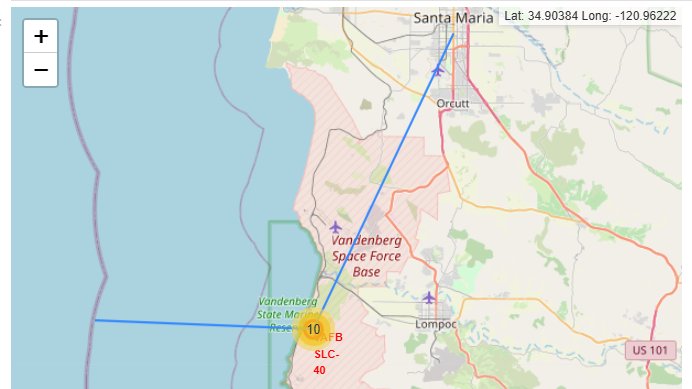 +
−
Santa Maria
Lat: 34.90384 Long: -120.96222
Orcutt
Vandenberg
Space Force
Base
Vandenberg
State Marine
Reserve
10
AFB
SLC-
40
Lompoc
US 101